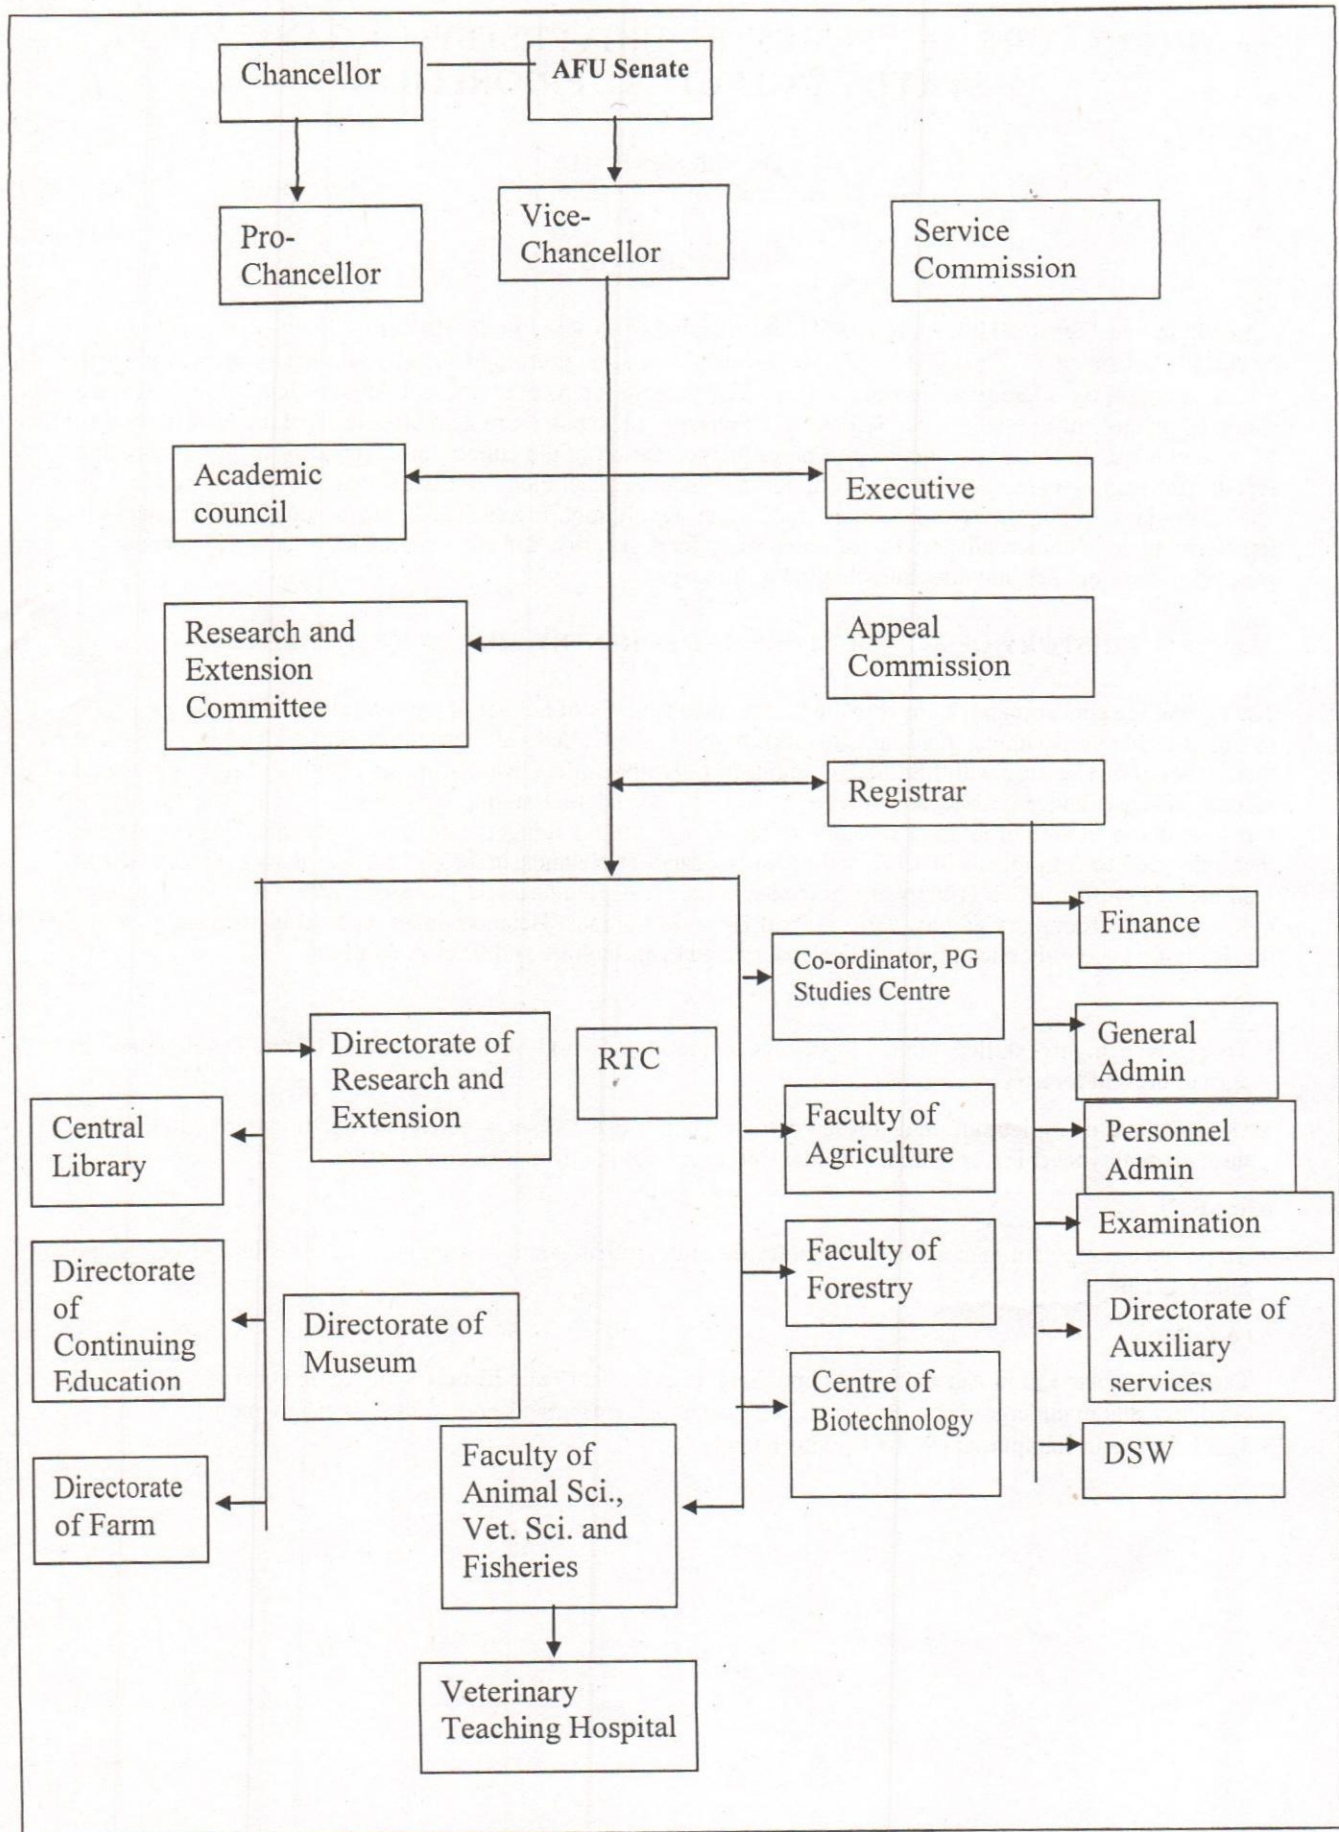 Chancellor
AFU Senate
Pro-
Chancellor
Vice-
Chancellor
Service
Commission
Academic
council
Executive
Research and
Extension
Committee
Appeal
Commission
Registrar
Finance
Co-ordinator, PG
Studies Centre
General
Admin
Directorate of
Research and
Extension
RTC
Central
Library
Faculty of
Agriculture
Personnel
Admin
Examination
Directorate
of
Continuing
Education
Directorate of
Museum
Faculty of
Forestry
Directorate of
Auxiliary
services
Centre of
Biotechnology
DSW
Directorate
of Farm
Faculty of
Animal Sci.,
Vet. Sci. and
Fisheries
Veterinary
Teaching Hospital